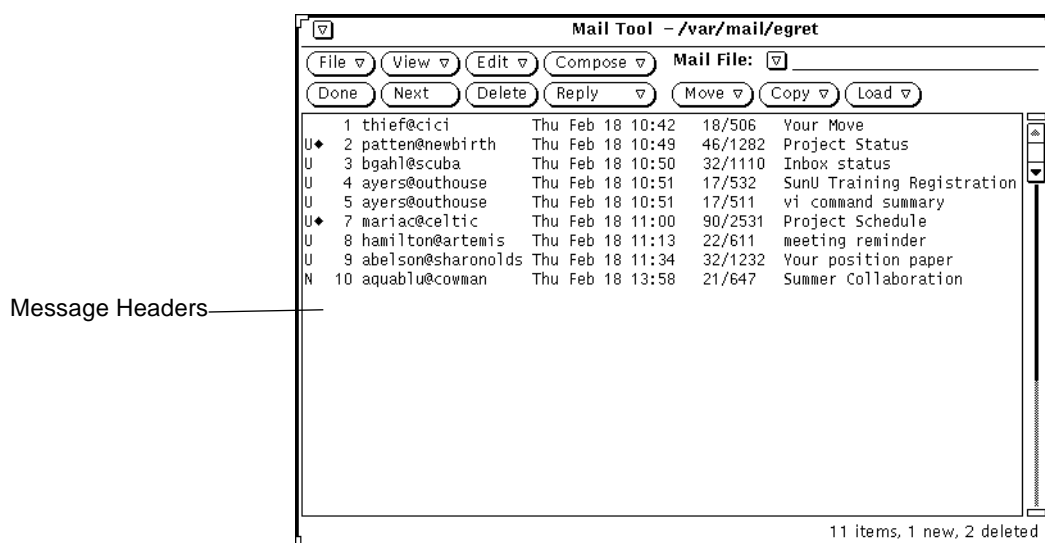 Mail Tool – /var/mail/egret
File View Edit Compose Mail File:
Done Next Delete Reply Move Copy Load
1 thief@cici Thu Feb 18 10:42 18/506 Your Move
U◆ 2 patten@newbirth Thu Feb 18 10:49 46/1282 Project Status
U 3 bgahl@scuba Thu Feb 18 10:50 32/1110 Inbox status
U 4 ayers@outhouse Thu Feb 18 10:51 17/532 SunU Training Registration
U 5 ayers@outhouse Thu Feb 18 10:51 17/511 vi command summary
U◆ 7 mariac@celtic Thu Feb 18 11:00 90/2531 Project Schedule
U 8 hamilton@artemis Thu Feb 18 11:13 22/611 meeting reminder
U 9 abelson@sharonolds Thu Feb 18 11:34 32/1232 Your position paper
N 10 aquablu@cowman Thu Feb 18 13:58 21/647 Summer Collaboration
Message Headers
11 items, 1 new, 2 deleted